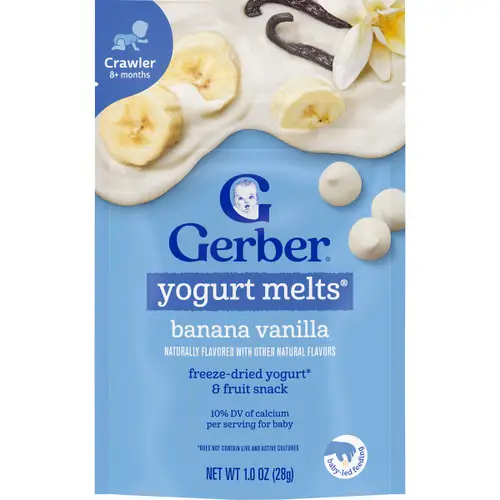 Crawler
8+ months
Gerber®
yogurt melts®
banana vanilla
NATURALLY FLAVORED WITH OTHER NATURAL FLAVORS
freeze-dried yogurt*
& fruit snack
10% DV of calcium
per serving for baby
*DOES NOT CONTAIN LIVE AND ACTIVE CULTURES
baby-led feeding
NET WT 1.0 OZ (28g)